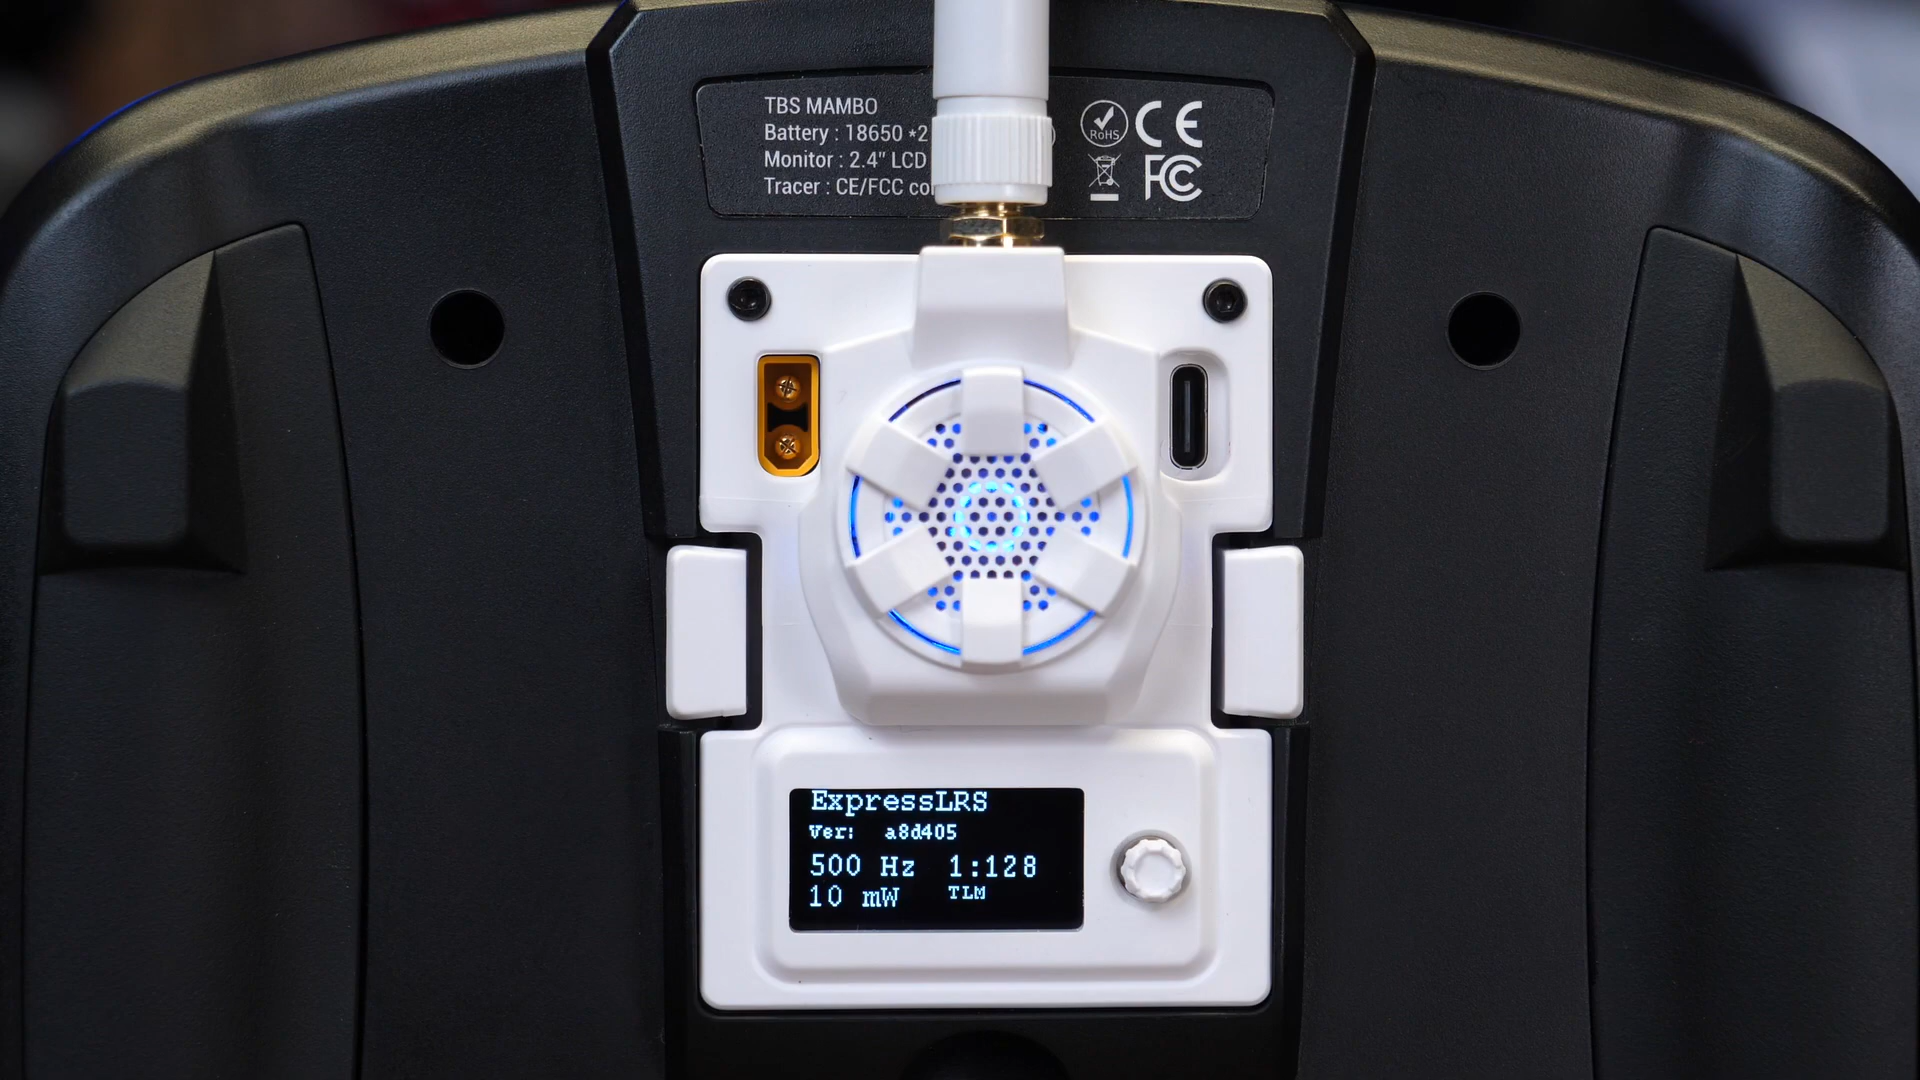 TBS MAMBO
Battery : 18650 *2
Monitor : 2.4" LCD
Tracer : CE/FCC
RoHS
CE
FC
ExpressLRS
Ver: a8d405
500 Hz 1:128
10 mW TLM